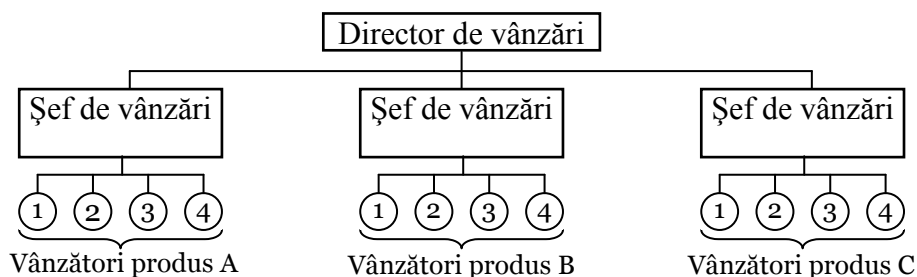 Director de vânzări
Şef de vânzări Şef de vânzări Şef de vânzări
1 2 3 4 1 2 3 4 1 2 3 4
Vânzători produs A Vânzători produs B Vânzători produs C